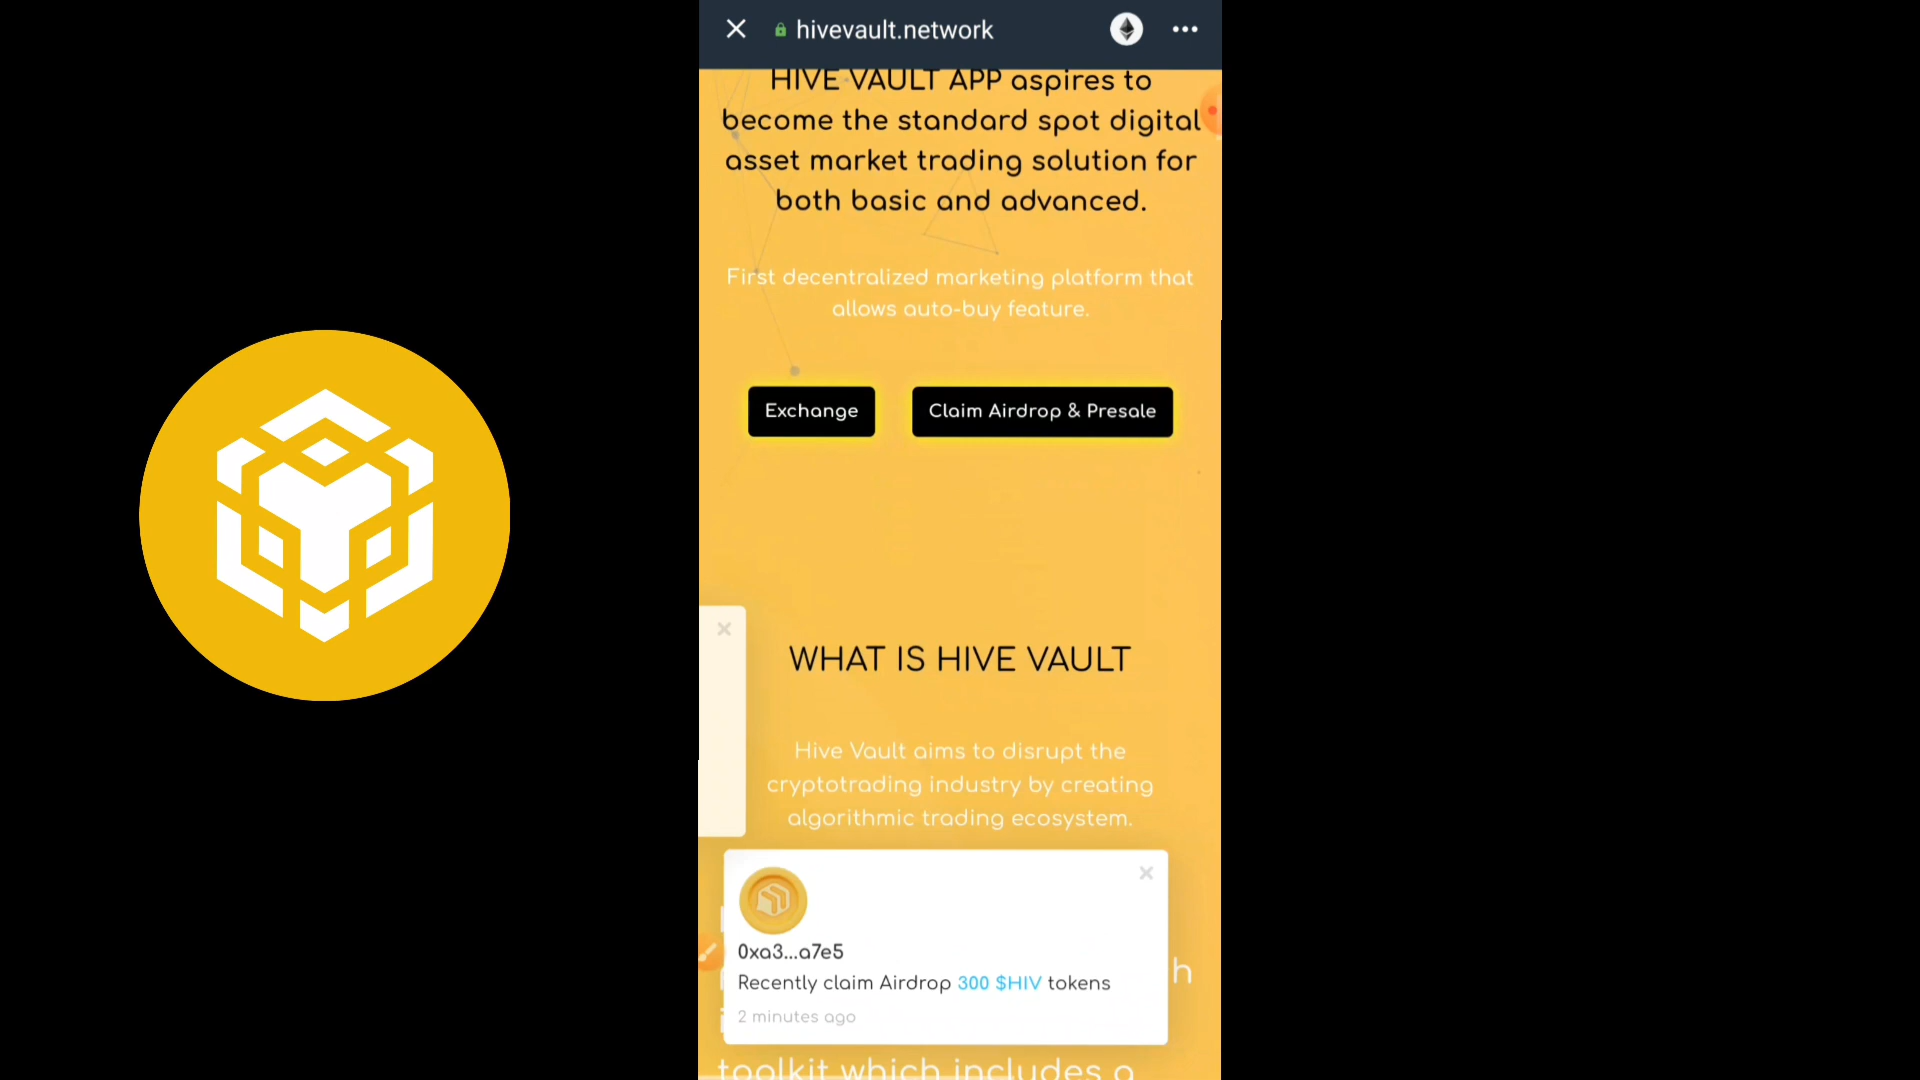 hivevault.network
HIVE VAULT APP aspires to
become the standard spot digital
asset market trading solution for
both basic and advanced.
First decentralized marketing platform that
allows auto-buy feature.
Exchange
Claim Airdrop & Presale
WHAT IS HIVE VAULT
Hive Vault aims to disrupt the
cryptotrading industry by creating
algorithmic trading ecosystem.
0xa3...a7e5
Recently claim Airdrop 300 $HIV tokens
2 minutes ago
toolkit which includes a